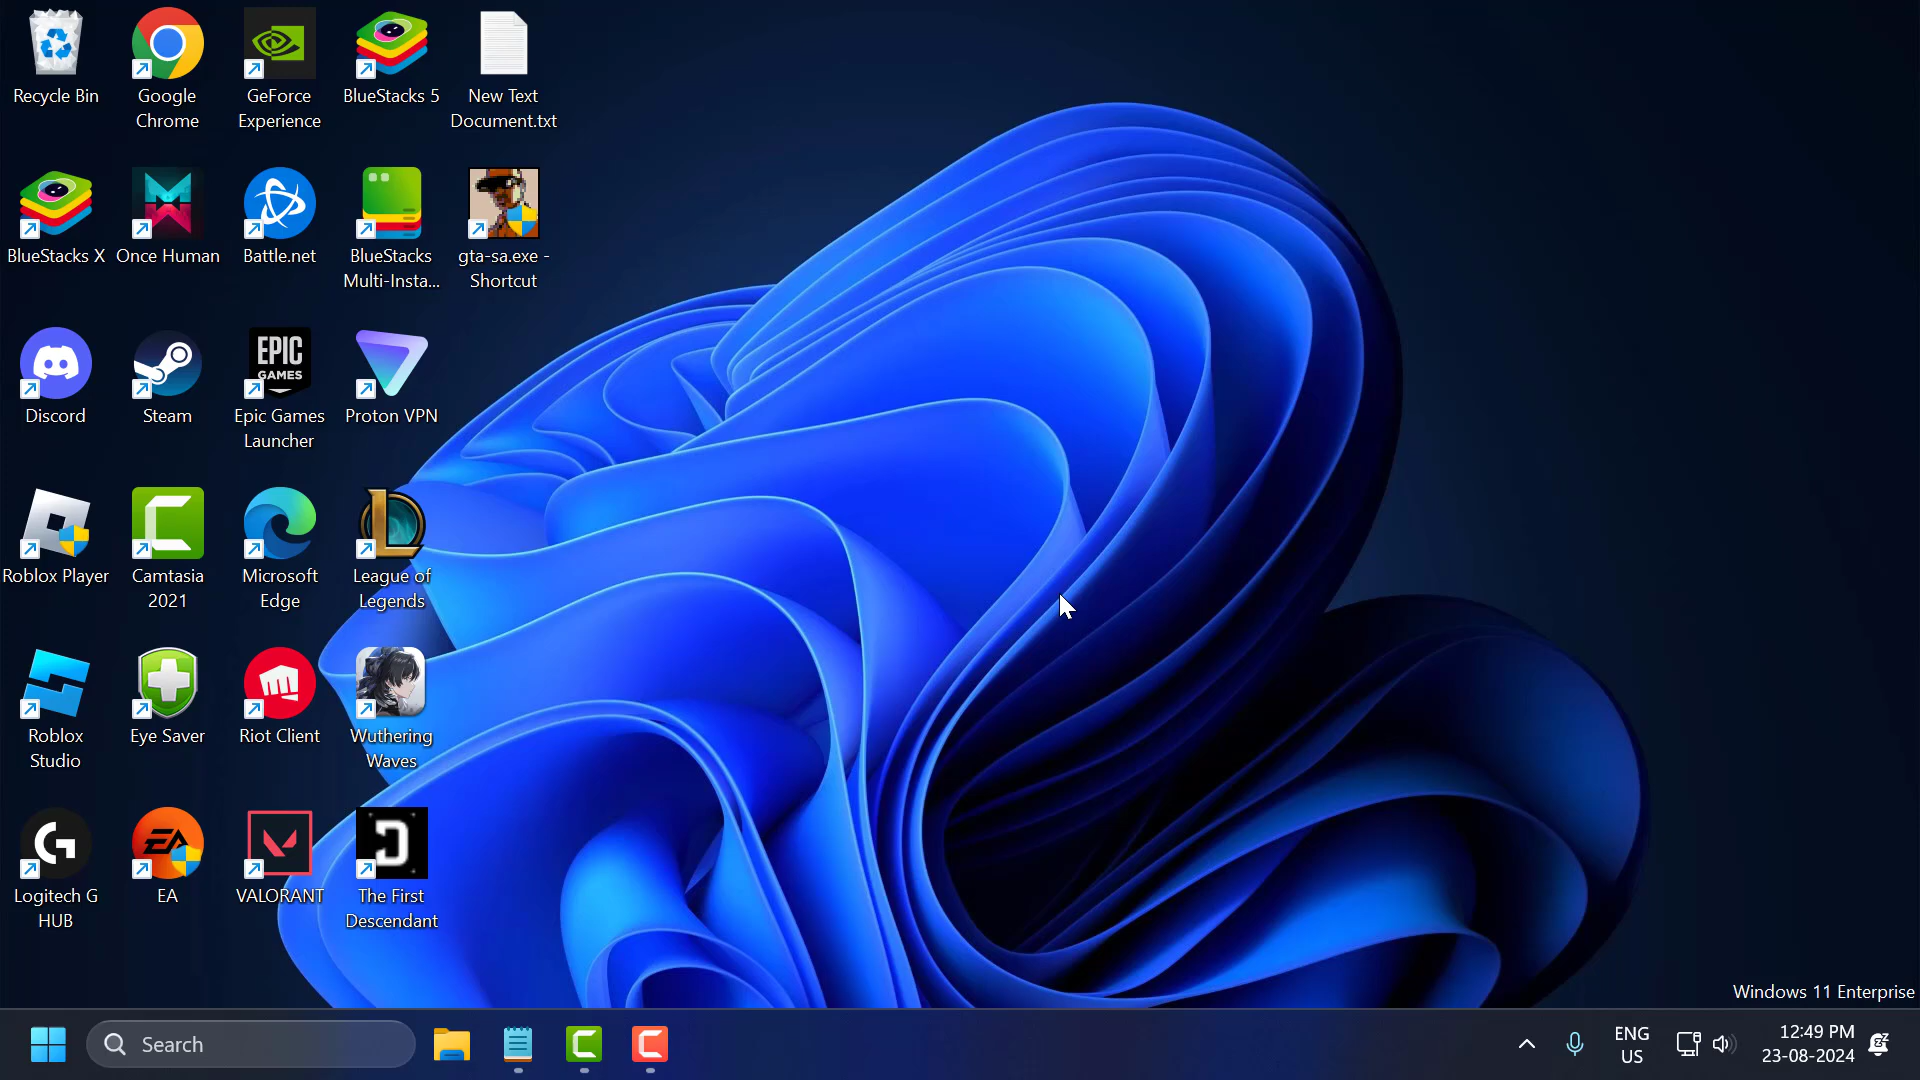 Recycle Bin
Google
Chrome
GeForce
Experience
BlueStacks 5
New Text
Document.txt
BlueStacks X
Once Human
Battle.net
BlueStacks
Multi-Insta...
gta-sa.exe -
Shortcut
Discord
Steam
EPIC
GAMES
Epic Games
Launcher
Proton VPN
Roblox Player
Camtasia
2021
Microsoft
Edge
League of
Legends
Roblox
Studio
Eye Saver
Riot Client
Wuthering
Waves
Logitech G
HUB
EA
EA
VALORANT
The First
Descendant
Windows 11 Enterprise
Search
ENG
US
12:49 PM
23-08-2024